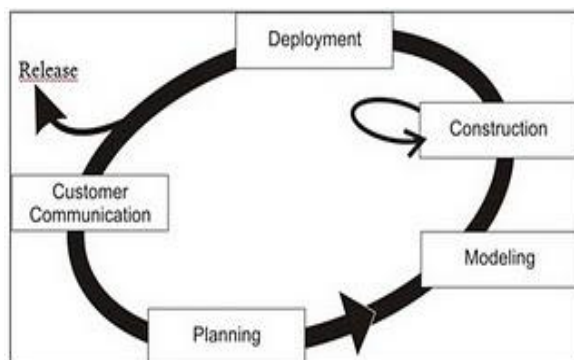 Deployment
Release
Construction
Customer
Communication
Modeling
Planning